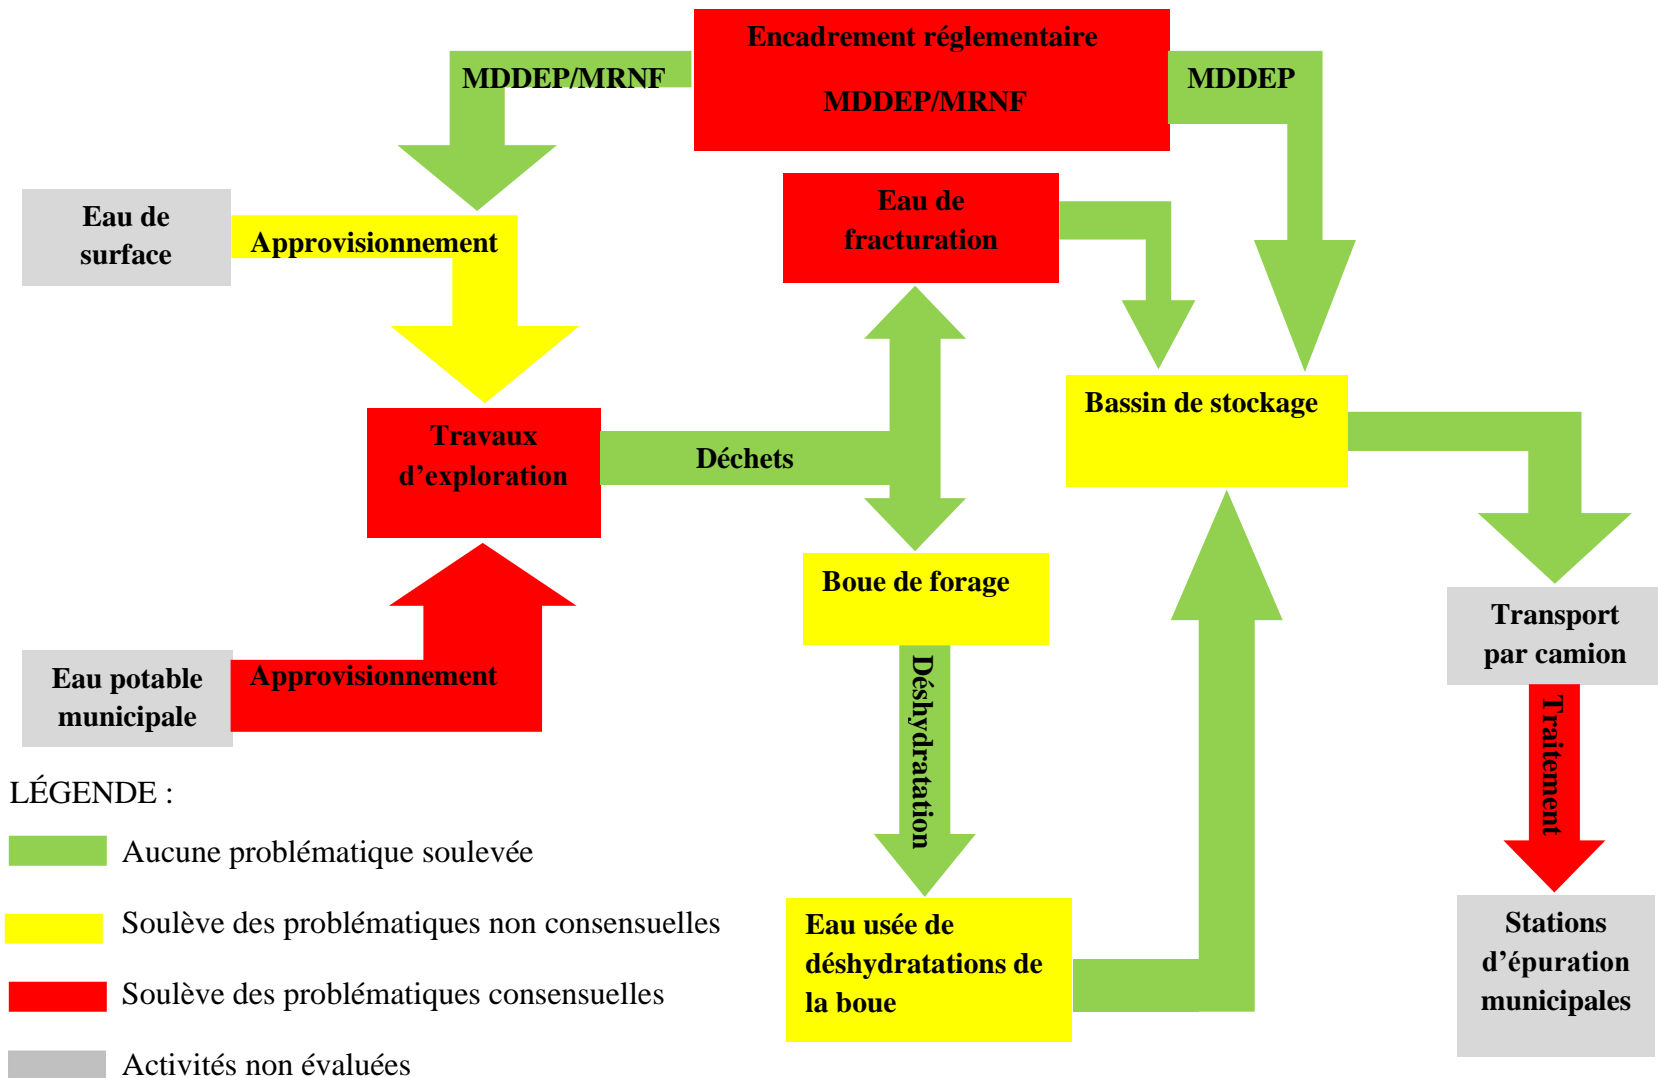 Encadrement réglementaire
MDDEP/MRNF
MDDEP/MRNF
MDDEP
Eau de
surface
Approvisionnement
Eau de
fracturation
Bassin de stockage
Travaux
d’exploration
Déchets
Boue de forage
Transport
par camion
Eau potable
municipale
Approvisionnement
Déshydratation
Traitement
LÉGENDE :
Aucune problématique soulevée
Soulève des problématiques non consensuelles
Soulève des problématiques consensuelles
Activités non évaluées
Eau usée de
déshydratations de
la boue
Stations
d’épuration
municipales